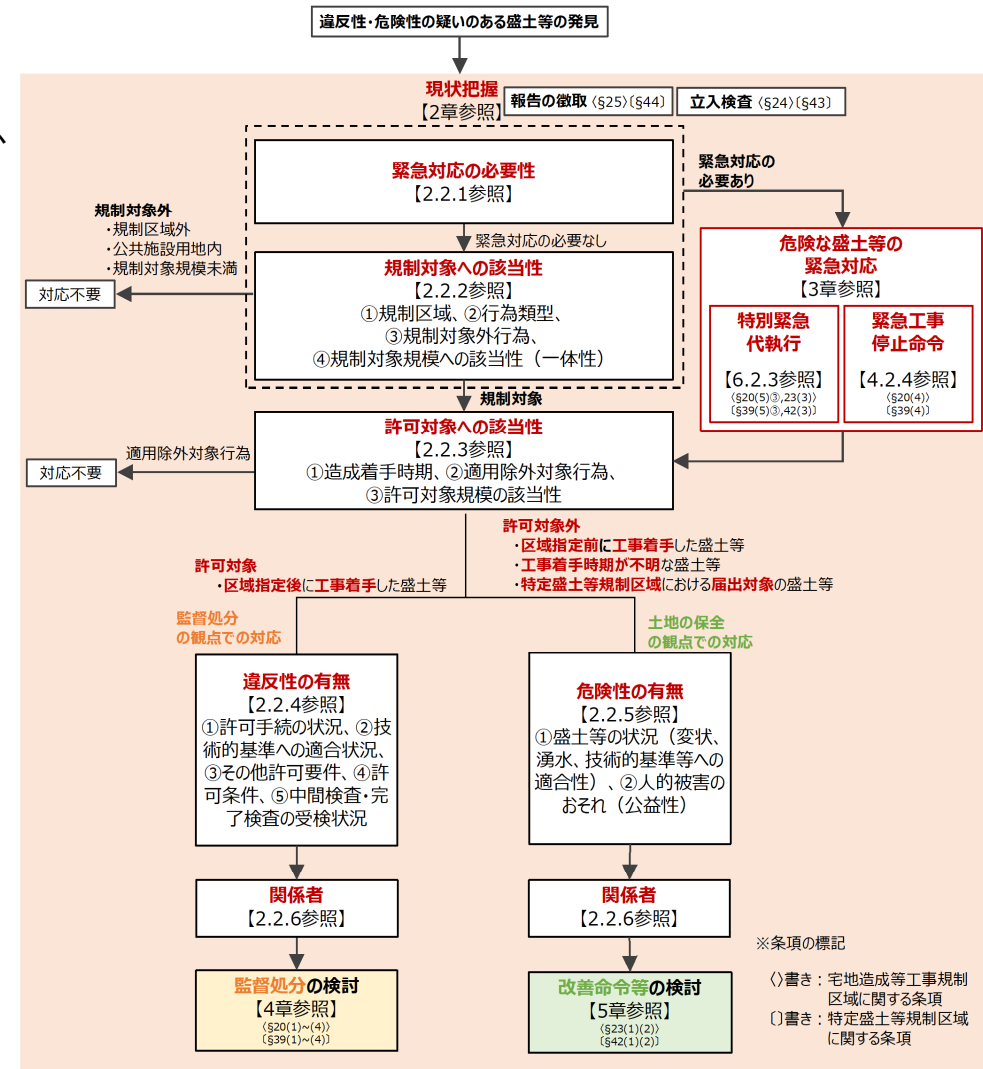 違反性・危険性の疑いのある盛土等の発見
現状把握
【2章参照】
報告の徴取〈§25〉〔§44〕
立入検査〈§24〉〔§43〕
緊急対応の必要性
【2.2.1参照】
緊急対応の
必要あり
緊急対応の必要なし
規制対象外
・規制区域外
・公共施設用地内
・規制対象規模未満
対応不要
規制対象への該当性
【2.2.2参照】
①規制区域、②行為類型、
③規制対象外行為、
④規制対象規模への該当性（一体性）
危険な盛土等の
緊急対応
【3章参照】
特別緊急
代執行
【6.2.3参照】
〈§20(5)③,23(3)〉
〔§39(5)③,42(3)〕
緊急工事
停止命令
【4.2.4参照】
〈§20(4)〉
〔§39(4)〕
規制対象
許可対象への該当性
【2.2.3参照】
①造成着手時期、②適用除外対象行為、
③許可対象規模の該当性
適用除外対象行為
対応不要
許可対象
・区域指定後に工事着手した盛土等
許可対象外
・区域指定前に工事着手した盛土等
・工事着手時期が不明な盛土等
・特定盛土等規制区域における届出対象の盛土等
監督処分
の観点での対応
土地の保全
の観点での対応
違反性の有無
【2.2.4参照】
①許可手続の状況、②技
術的基準への適合状況、
③その他許可要件、④許
可条件、⑤中間検査・完
了検査の受検状況
危険性の有無
【2.2.5参照】
①盛土等の状況（変状、
湧水、技術的基準等への
適合性）、②人的被害の
おそれ（公益性）
関係者
【2.2.6参照】
関係者
【2.2.6参照】
監督処分の検討
【4章参照】
〈§20(1)~(4)〉
〔§39(1)~(4)〕
改善命令等の検討
【5章参照】
〈§23(1)(2)〉
〔§42(1)(2)〕
※条項の標記
〈〉書き：宅地造成等工事規制
区域に関する条項
〔〕書き：特定盛土等規制区域
に関する条項